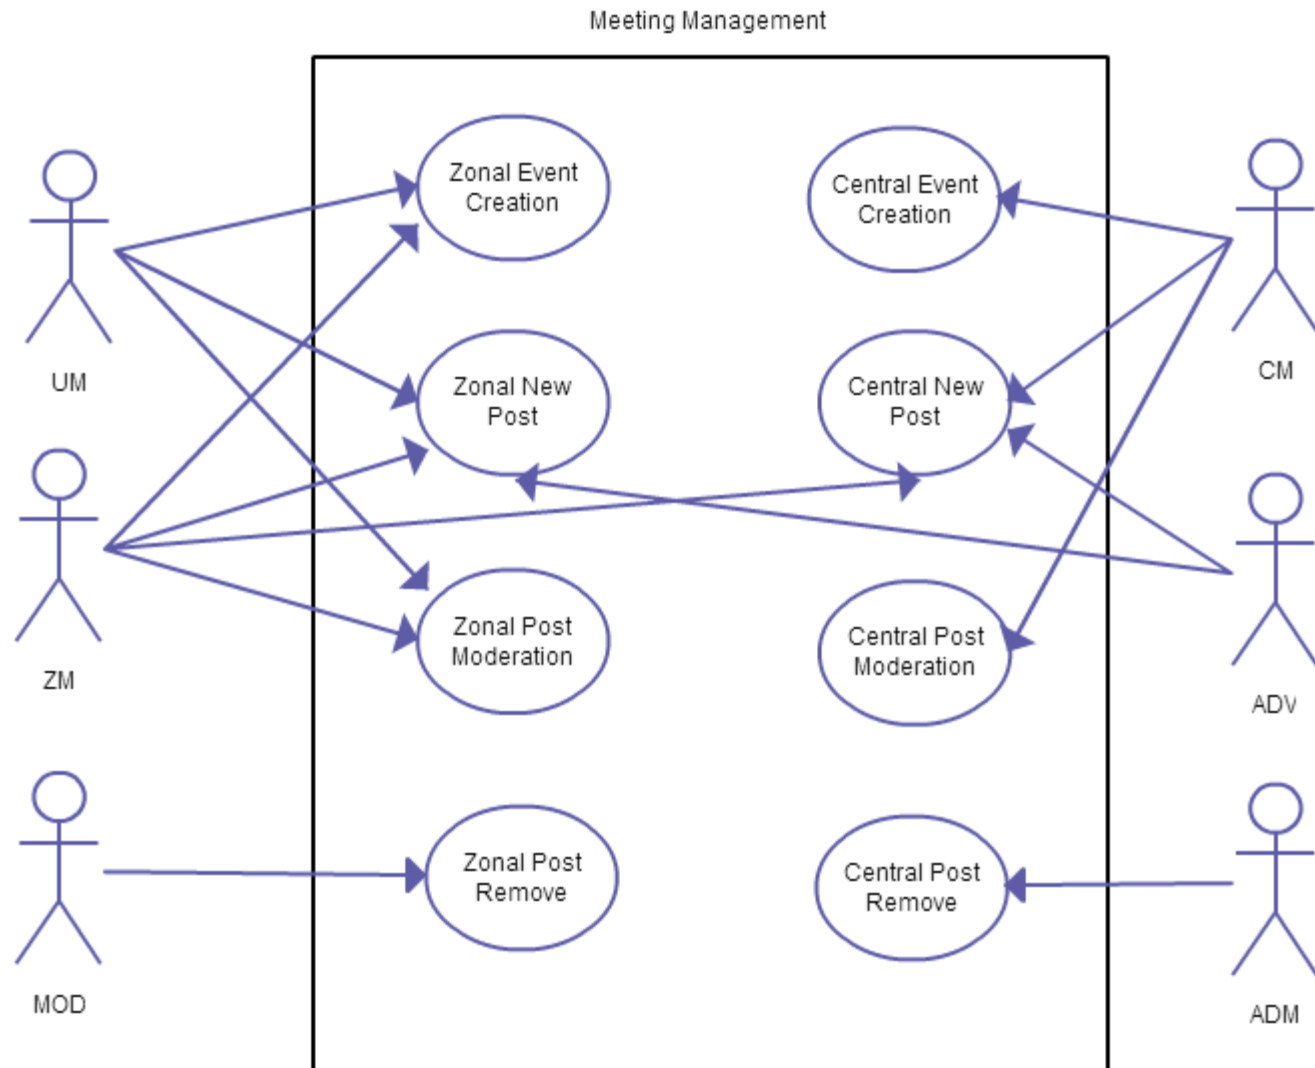 Meeting Management
Zonal Event
Creation
Central Event
Creation
UM
CM
Zonal New
Post
Central New
Post
ZM
ADV
Zonal Post
Moderation
Central Post
Moderation
Zonal Post
Remove
Central Post
Remove
MOD
ADM